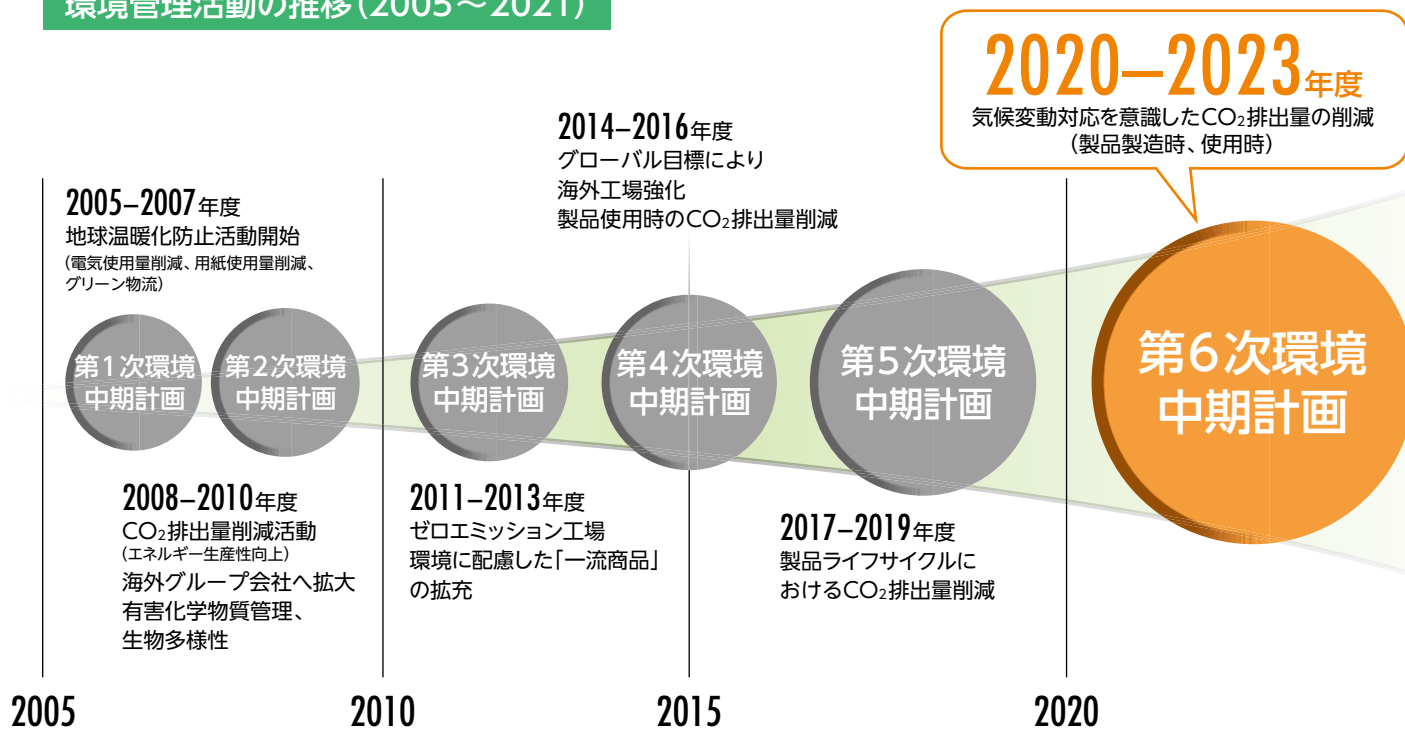 環境管理活動の推移(2005〜2021)
2020–2023年度
気候変動対応を意識したCO₂排出量の削減
(製品製造時、使用時)
2014–2016年度
グローバル目標により
海外工場強化
製品使用時のCO₂排出量削減
2005–2007年度
地球温暖化防止活動開始
(電気使用量削減、用紙使用量削減、
グリーン物流)
第1次環境
中期計画
第2次環境
中期計画
第3次環境
中期計画
第4次環境
中期計画
第5次環境
中期計画
第6次環境
中期計画
2008–2010年度
CO₂排出量削減活動
(エネルギー生産性向上)
海外グループ会社へ拡大
有害化学物質管理、
生物多様性
2011–2013年度
ゼロエミッション工場
環境に配慮した「一流商品」
の拡充
2017–2019年度
製品ライフサイクルに
おけるCO₂排出量削減
2005
2010
2015
2020